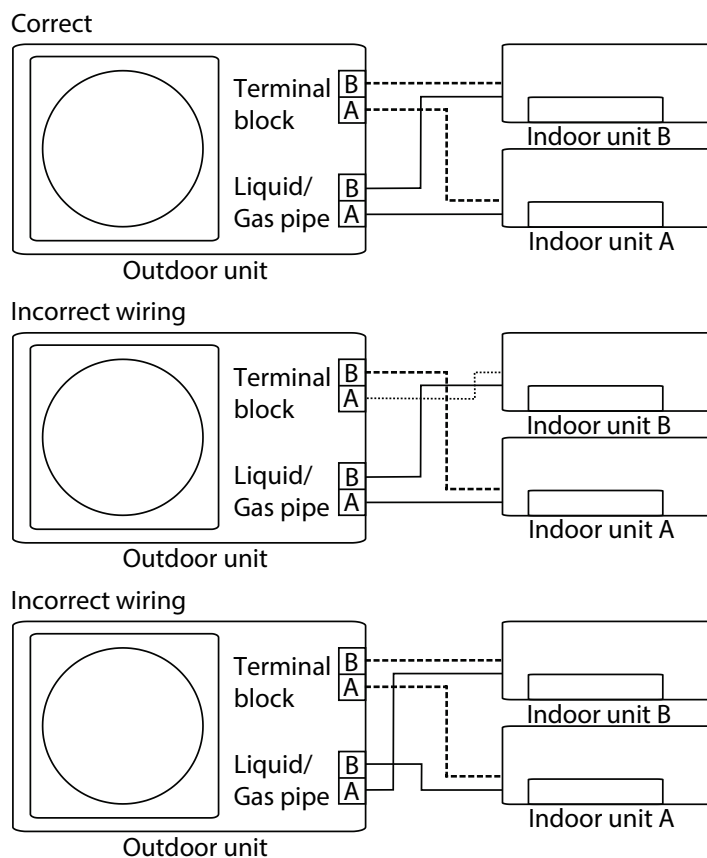 Correct
Terminal
block
B
A
Liquid/
Gas pipe
B
A
Outdoor unit
Indoor unit B
Indoor unit A
Incorrect wiring
Terminal
block
B
A
Liquid/
Gas pipe
B
A
Outdoor unit
Indoor unit B
Indoor unit A
Incorrect wiring
Terminal
block
B
A
Liquid/
Gas pipe
B
A
Outdoor unit
Indoor unit B
Indoor unit A